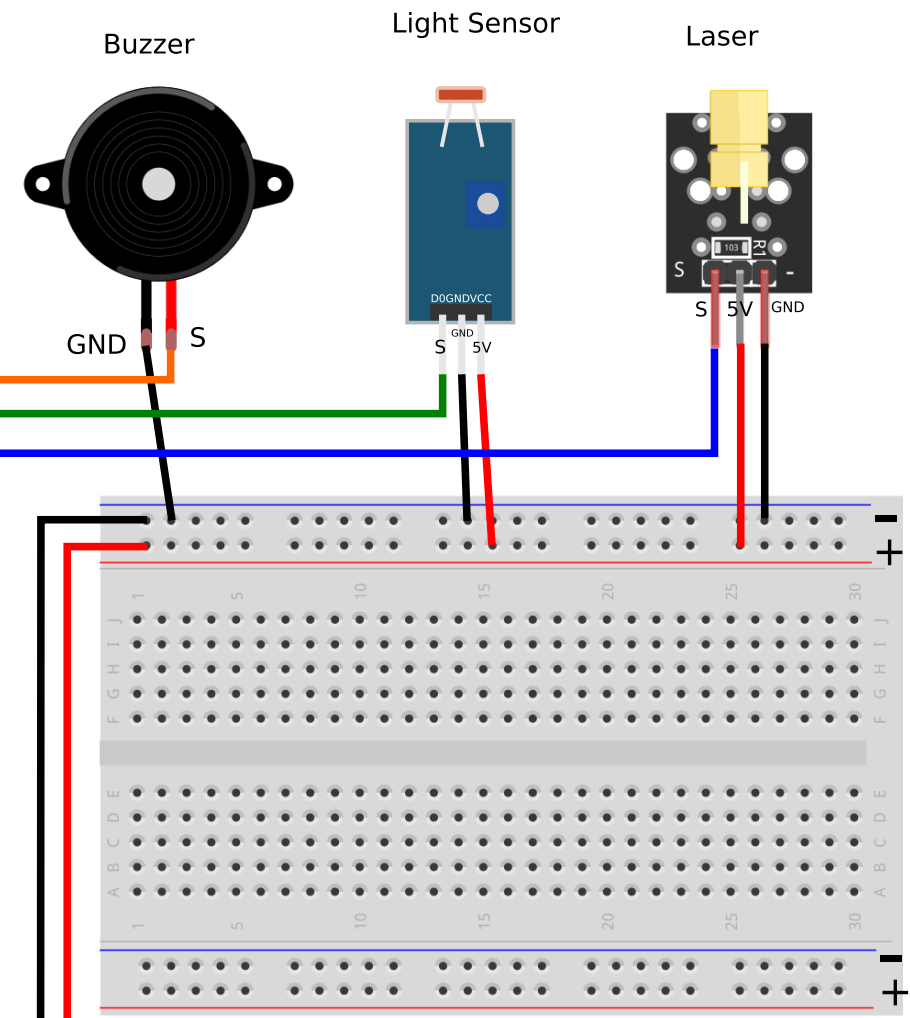 Buzzer
Light Sensor
Laser
103
R1
S
-
D0GNDVCC
GND
S
5V
GND
S
S
5V
GND
-
+
1
5
10
15
20
25
30
J
J
I
I
H
H
G
G
F
F
E
E
D
D
C
C
B
B
A
A
1
5
10
15
20
25
30
-
+